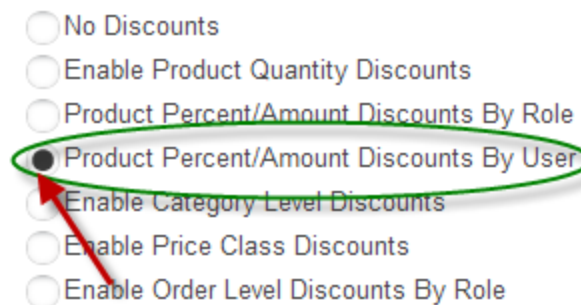 No Discounts
Enable Product Quantity Discounts
Product Percent/Amount Discounts By Role
Product Percent/Amount Discounts By User
Enable Category Level Discounts
Enable Price Class Discounts
Enable Order Level Discounts By Role